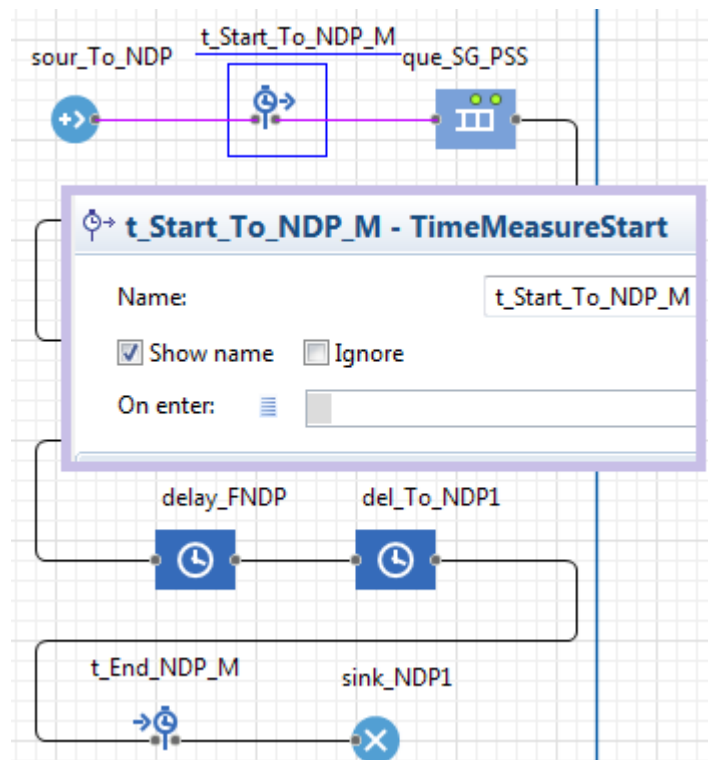 sour_To_NDP
t_Start_To_NDP_M
que_SG_PSS
t_Start_To_NDP_M - TimeMeasureStart
Name:
t_Start_To_NDP_M
Show name
Ignore
On enter:
delay_FNDP
del_To_NDP1
t_End_NDP_M
sink_NDP1